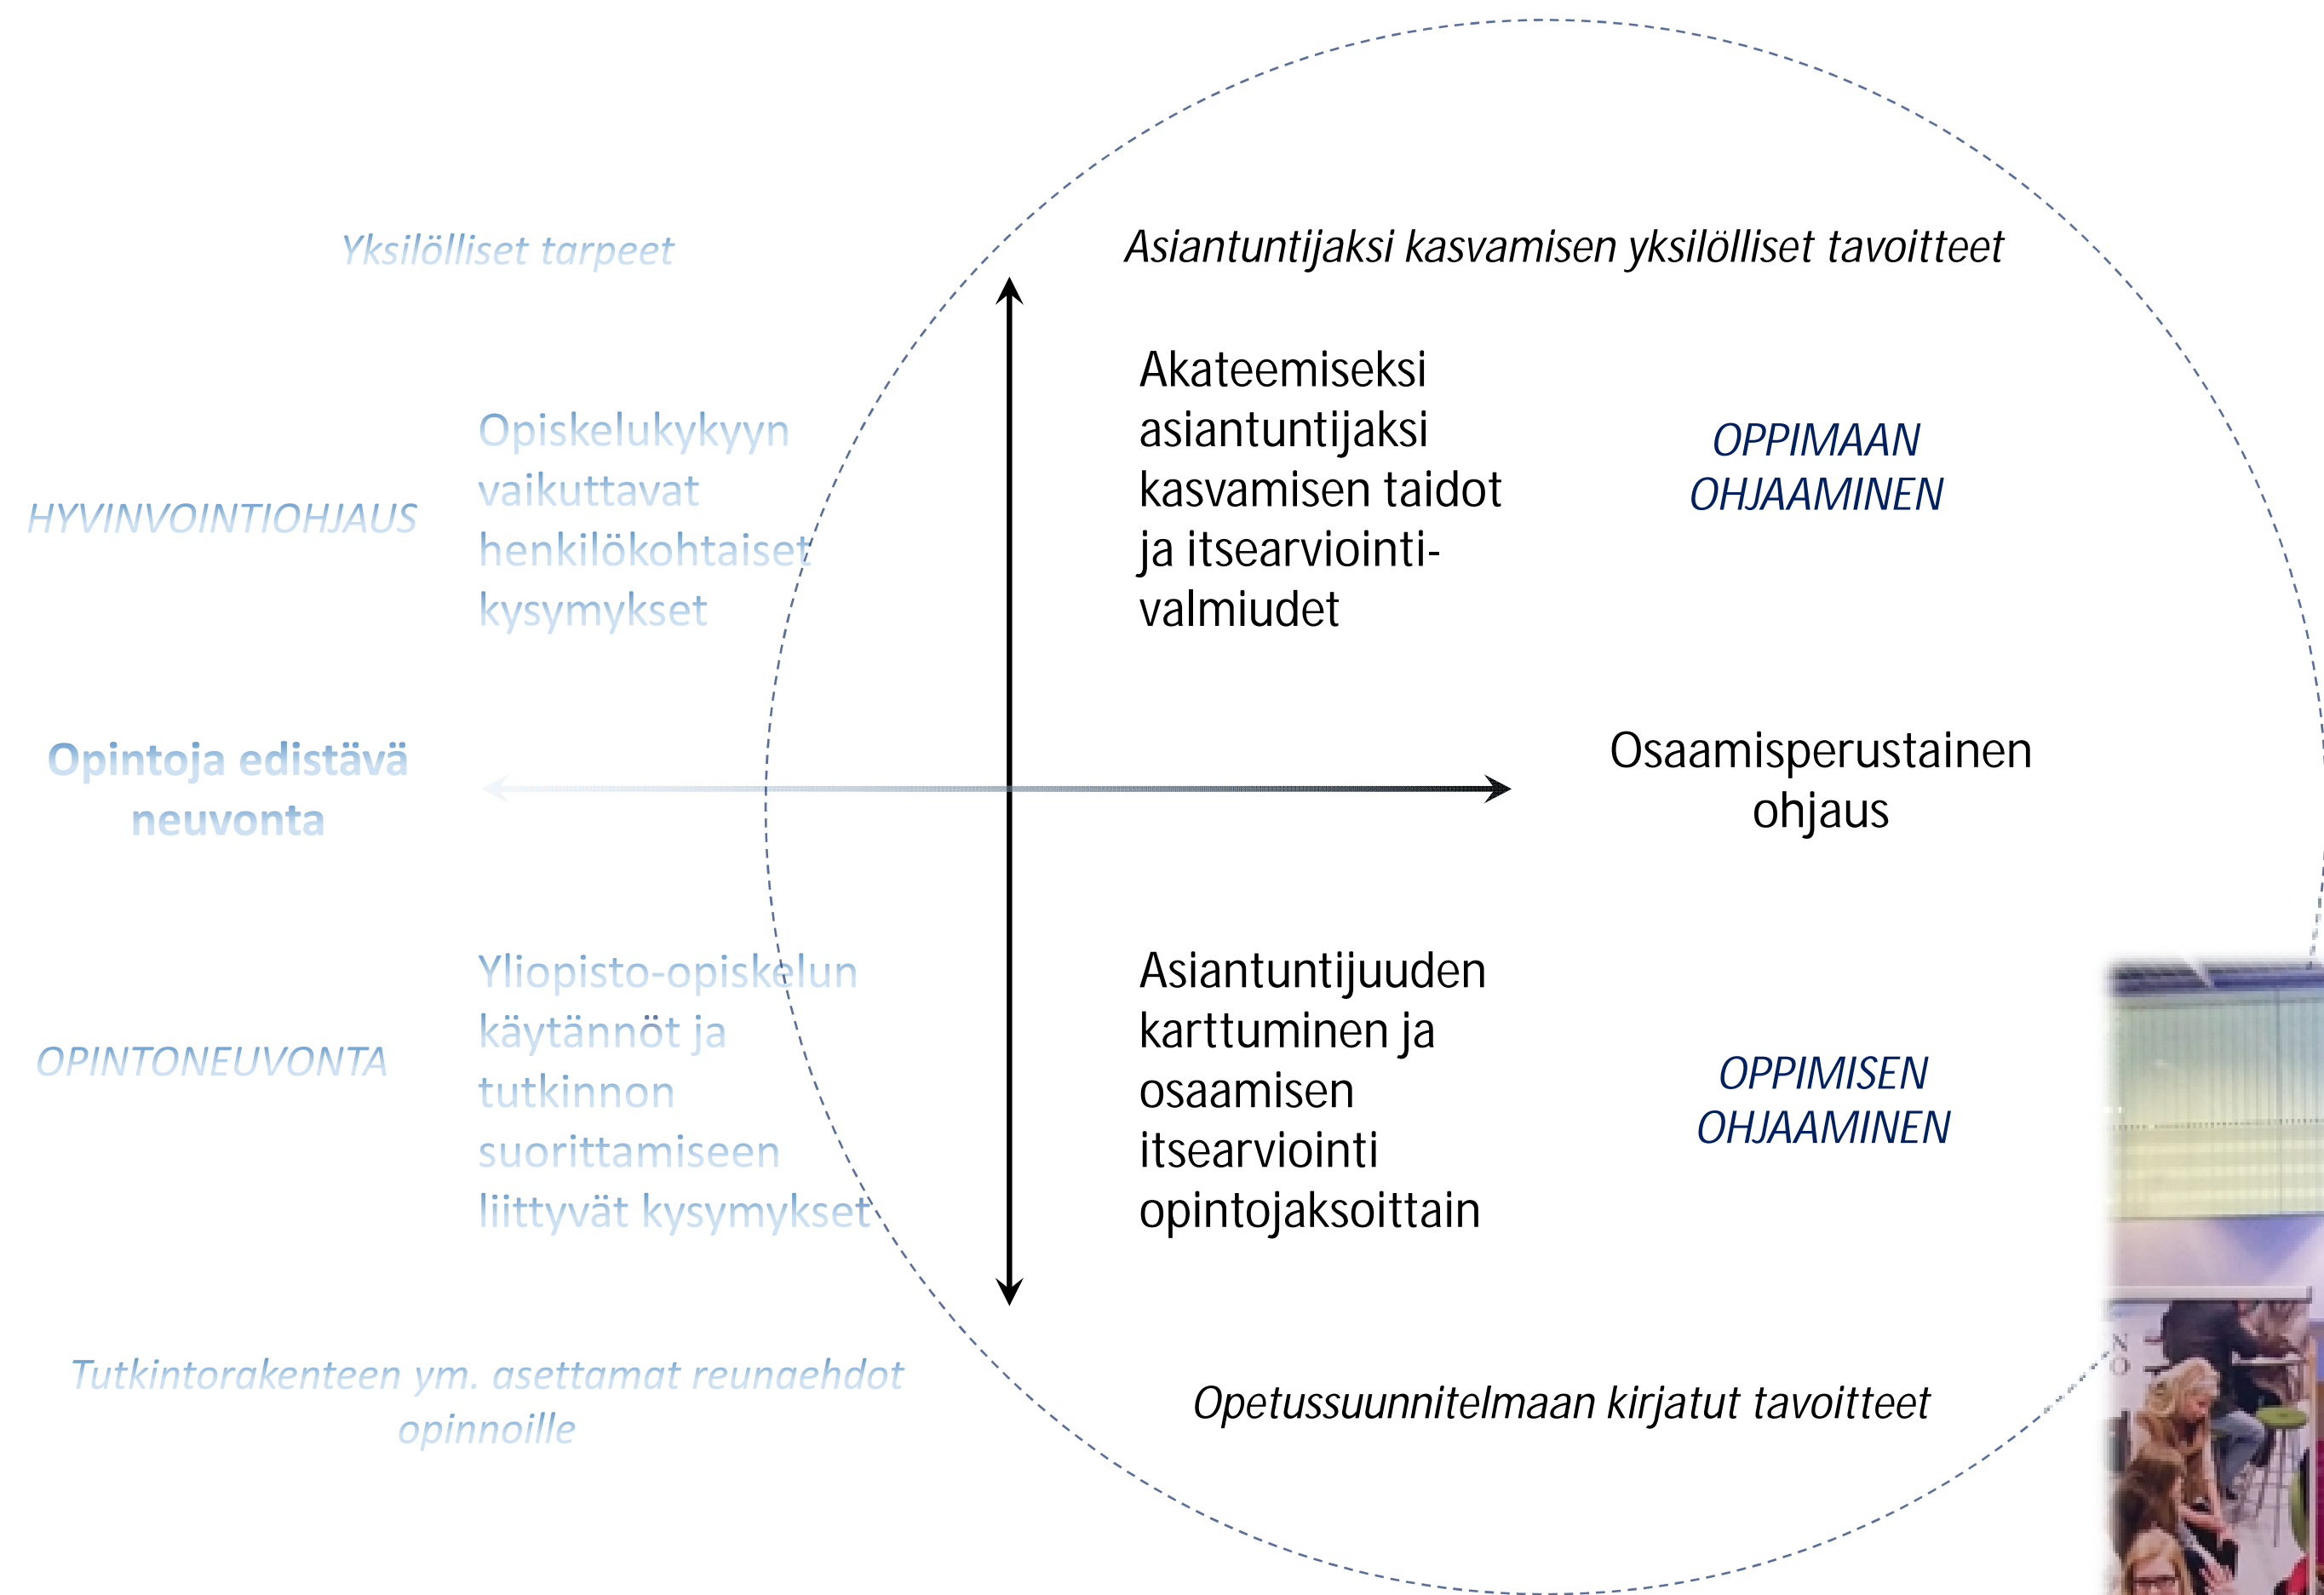 Yksilölliset tarpeet
Asiantuntijaksi kasvamisen yksilölliset tavoitteet
HYVINVOINTIOHJAUS
Opiskelukykyyn
vaikuttavat
henkilökohtaiset
kysymykset
Akateemiseksi
asiantuntijaksi
kasvamisen taidot
ja itsearviointi-
valmiudet
OPPIMAAN
OHJAAMINEN
Opintoja edistävä
neuvonta
Osaamisperustainen
ohjaus
OPINTONEUVONTA
Yliopisto-opiskelun
käytännöt ja
tutkinnon
suorittamiseen
liittyvät kysymykset
Asiantuntijuuden
karttuminen ja
osaamisen
itsearviointi
opintojaksoittain
OPPIMISEN
OHJAAMINEN
Tutkintorakenteen ym. asettamat reunaehdot
opinnoille
Opetussuunnitelmaan kirjatut tavoitteet
N
O